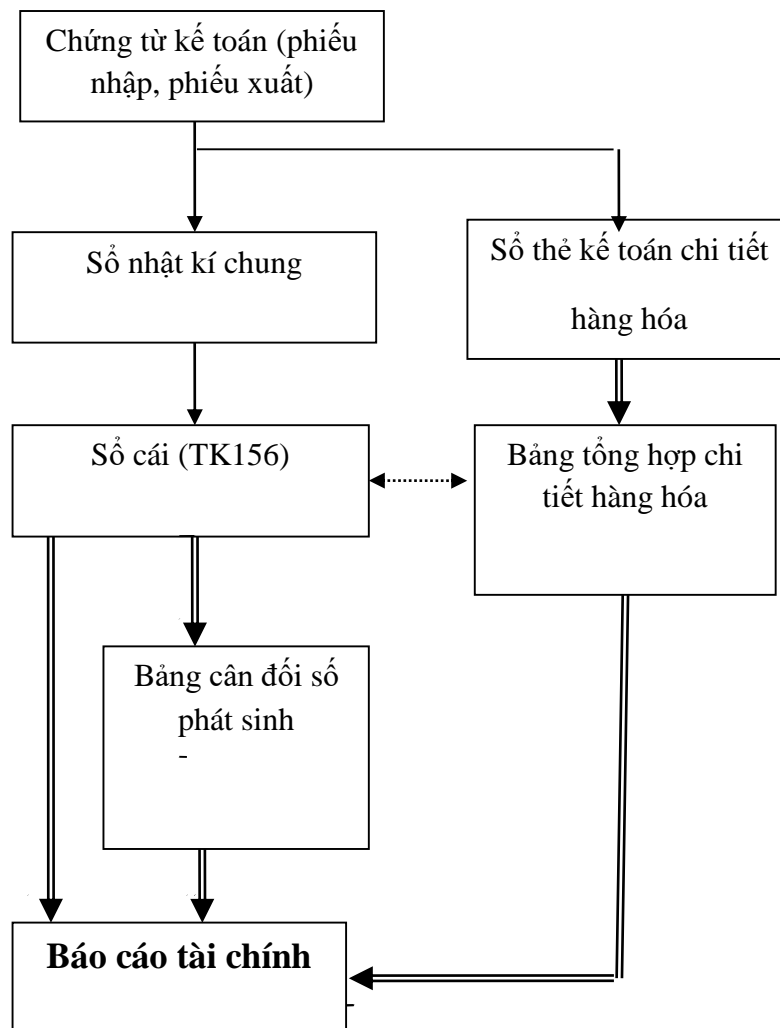 Chứng từ kế toán (phiếu
nhập, phiếu xuất)
Sổ nhật kí chung
Sổ thẻ kế toán chi tiết
hàng hóa
Sổ cái (TK156)
Bảng tổng hợp chi
tiết hàng hóa
Bảng cân đối số
phát sinh
-
Báo cáo tài chính
-